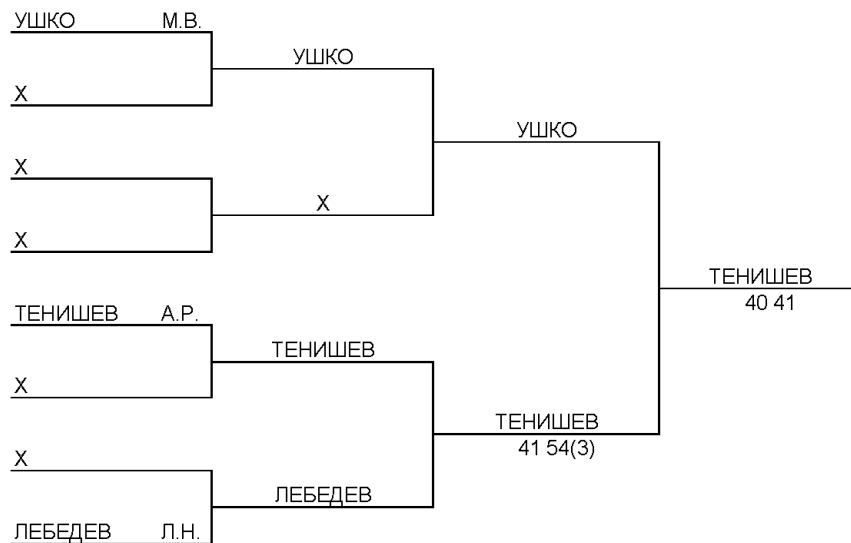 УШКО М.В.
УШКО
Х
УШКО
Х
Х
Х
ТЕНИШЕВ
40 41
ТЕНИШЕВ А.Р.
ТЕНИШЕВ
Х
ТЕНИШЕВ
41 54(3)
Х
ЛЕБЕДЕВ
ЛЕБЕДЕВ Л.Н.